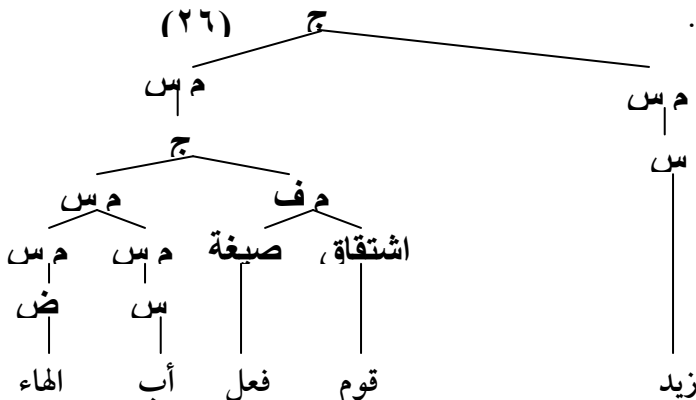 . ج (٢٦)
م س م س
س ج
م ف م س
اشتقاق صيغة م س م س
س ض
زيد قوم فعل أب الهاء